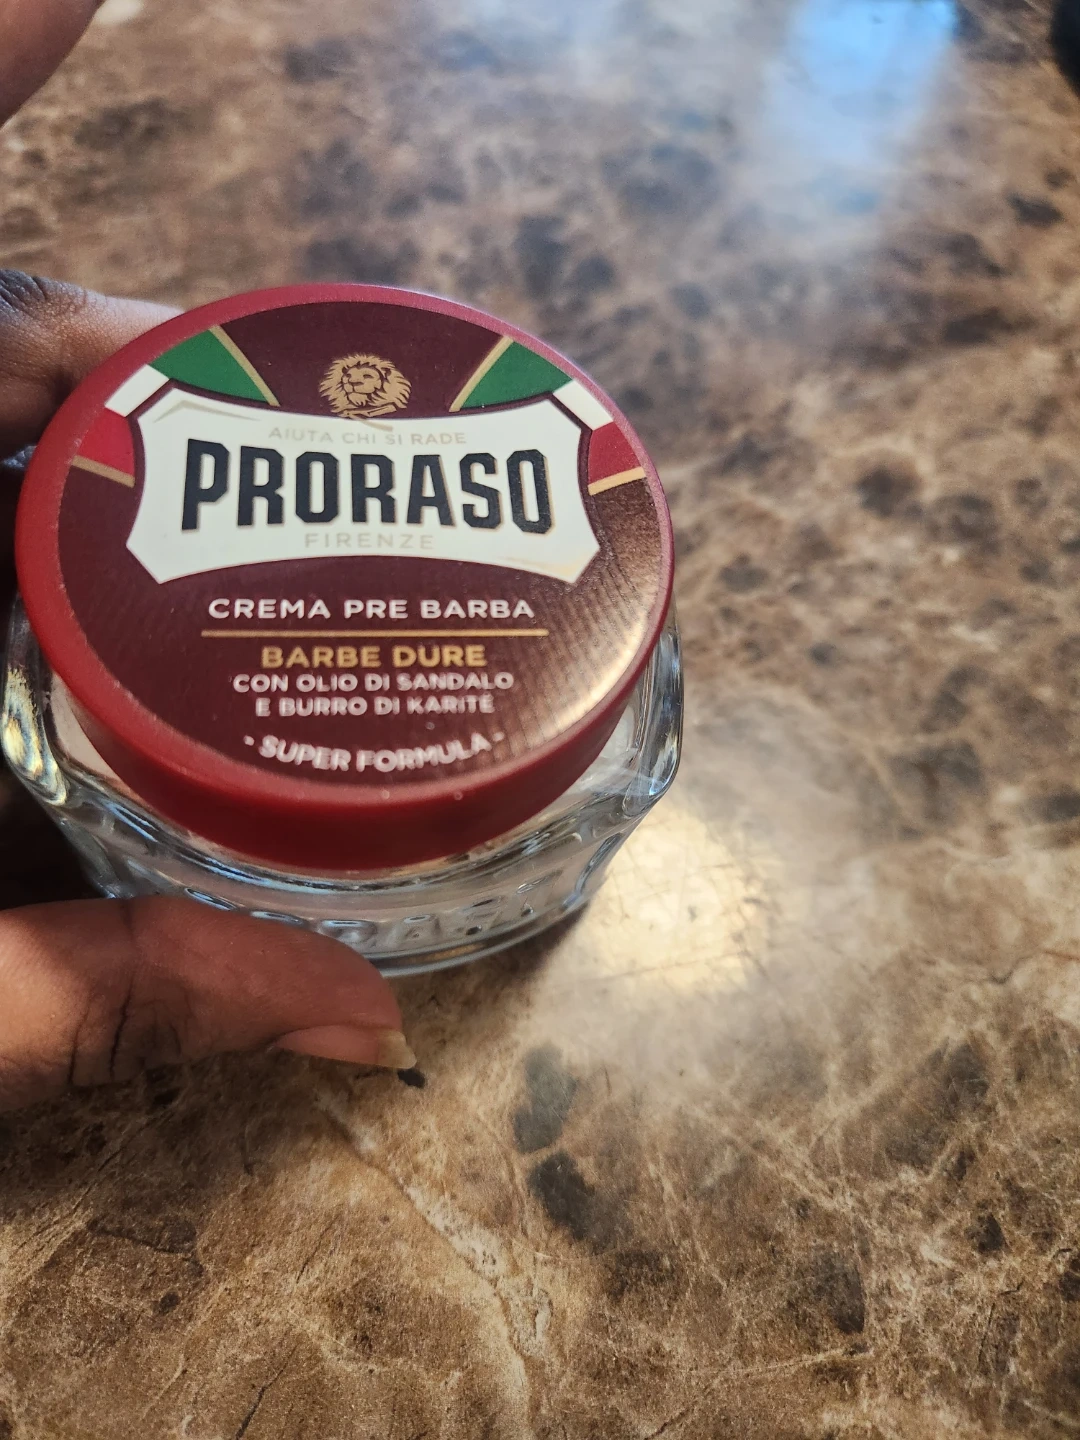 AIUTA CHI SI RADE
PRORASO
FIRENZE
CREMA PRE BARBA
BARBE DURE
CON OLIO DI SANDALO
E BURRO DI KARITÉ
· SUPER FORMULA ·